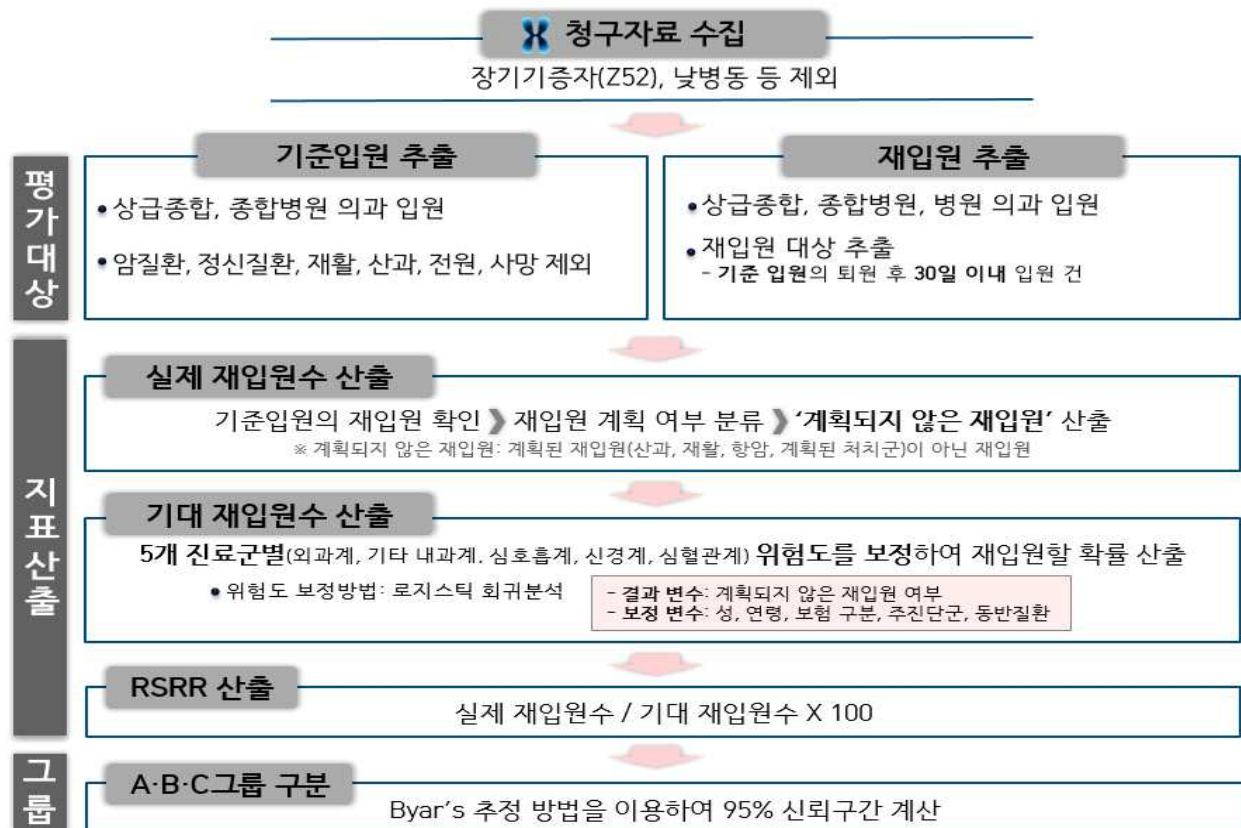 청구자료 수집
장기기증자(Z52), 낮병동 등 제외
평가대상
기준입원 추출
• 상급종합, 종합병원 의과 입원
• 암질환, 정신질환, 재활, 산과, 전원, 사망 제외
재입원 추출
• 상급종합, 종합병원, 병원 의과 입원
• 재입원 대상 추출
- 기준 입원의 퇴원 후 30일 이내 입원 건
지표산출
실제 재입원수 산출
기준입원의 재입원 확인 ❯ 재입원 계획 여부 분류 ❯ ‘계획되지 않은 재입원’ 산출
※ 계획되지 않은 재입원: 계획된 재입원(산과, 재활, 항암, 계획된 처치군)이 아닌 재입원
기대 재입원수 산출
5개 진료군별(외과계, 기타 내과계, 심호흡계, 신경계, 심혈관계) 위험도를 보정하여 재입원할 확률 산출
• 위험도 보정방법: 로지스틱 회귀분석
- 결과 변수: 계획되지 않은 재입원 여부
- 보정 변수: 성, 연령, 보험 구분, 주진단군, 동반질환
RSRR 산출
실제 재입원수 / 기대 재입원수 X 100
그룹
A·B·C그룹 구분
Byar's 추정 방법을 이용하여 95% 신뢰구간 계산